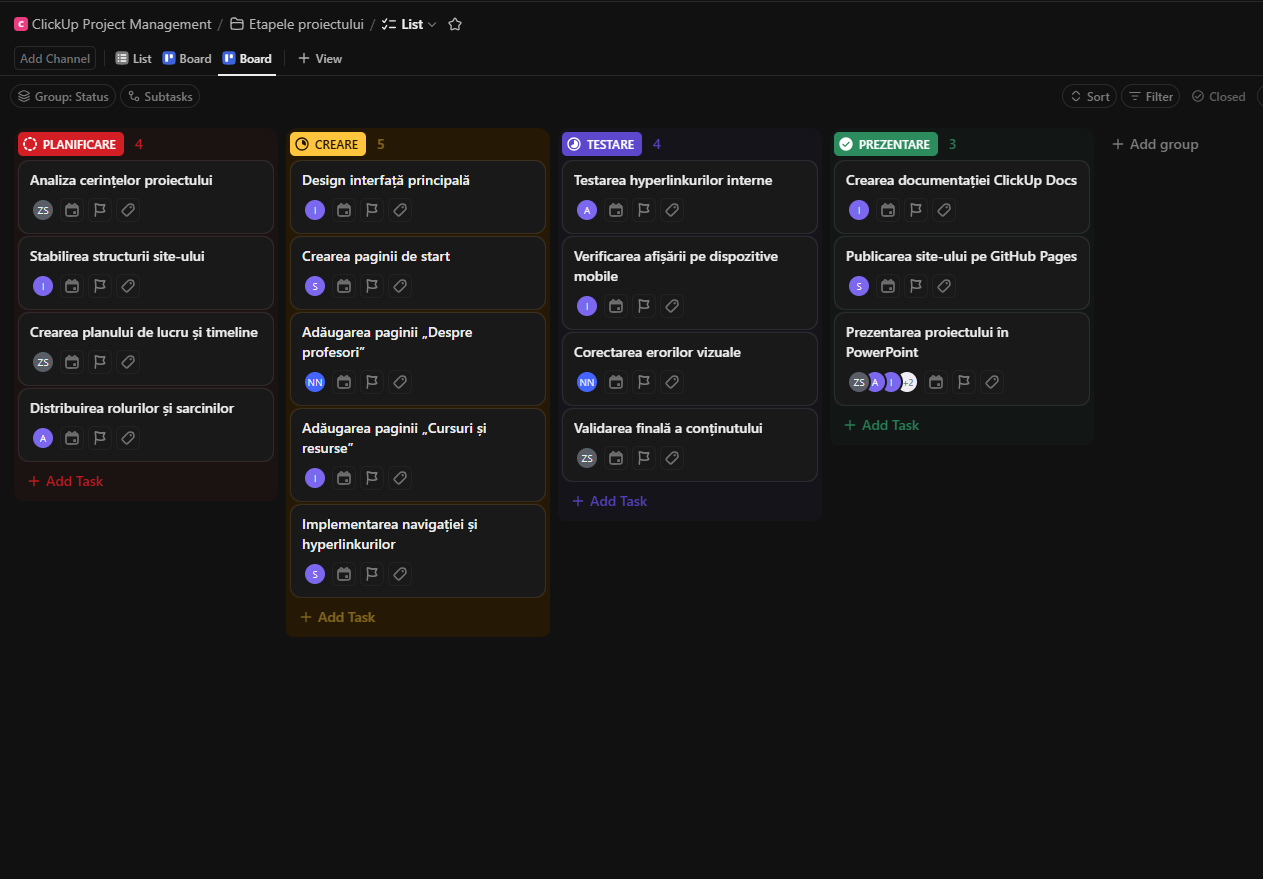 C ClickUp Project Management / Etapele proiectului / List
Add Channel List Board Board + View
Group: Status Subtasks Sort Filter Closed
PLANIFICARE 4
Analiza cerințelor proiectului
ZS
Stabilirea structurii site-ului
I
Crearea planului de lucru și timeline
ZS
Distribuirea rolurilor și sarcinilor
A
+ Add Task
CREARE 5
Design interfață principală
I
Crearea paginii de start
S
Adăugarea paginii „Despre
profesori”
NN
Adăugarea paginii „Cursuri și
resurse”
I
Implementarea navigației și
hyperlinkurilor
S
+ Add Task
TESTARE 4
Testarea hyperlinkurilor interne
A
Verificarea afișării pe dispozitive
mobile
I
Corectarea erorilor vizuale
NN
Validarea finală a conținutului
ZS
+ Add Task
PREZENTARE 3
Crearea documentației ClickUp Docs
I
Publicarea site-ului pe GitHub Pages
S
Prezentarea proiectului în
PowerPoint
ZS A I +2
+ Add Task
+ Add group